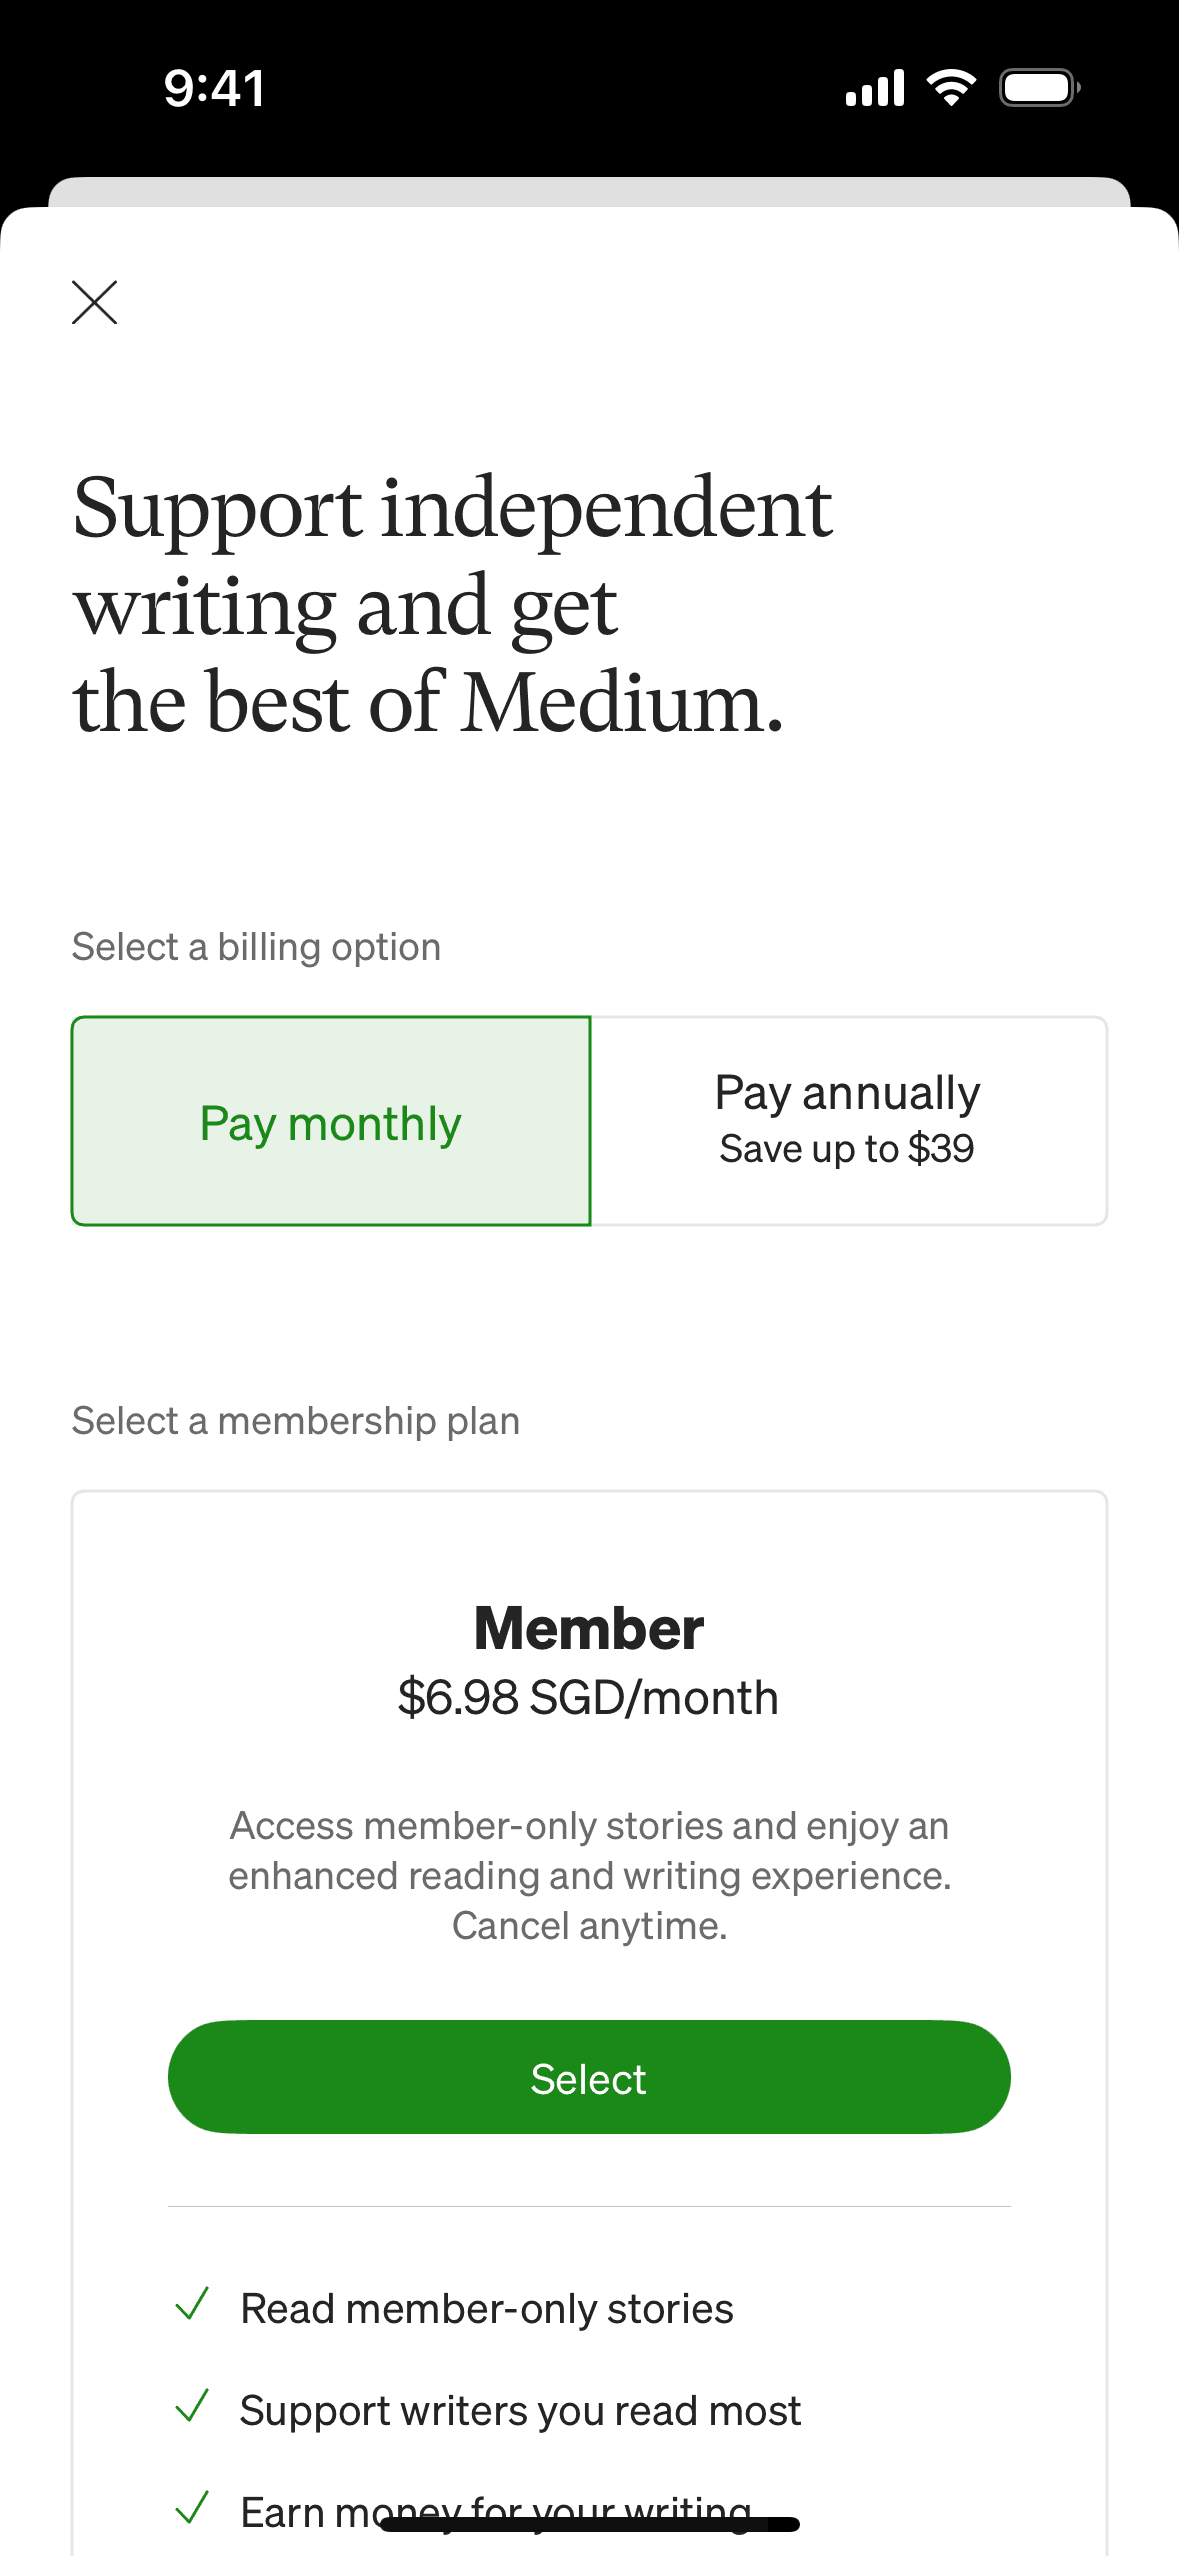 9:41
Support independent
writing and get
the best of Medium.
Select a billing option
Pay monthly
Pay annually
Save up to $39
Select a membership plan
Member
$6.98 SGD/month
Access member-only stories and enjoy an
enhanced reading and writing experience.
Cancel anytime.
Select
Read member-only stories
Support writers you read most
Earn money for your writing